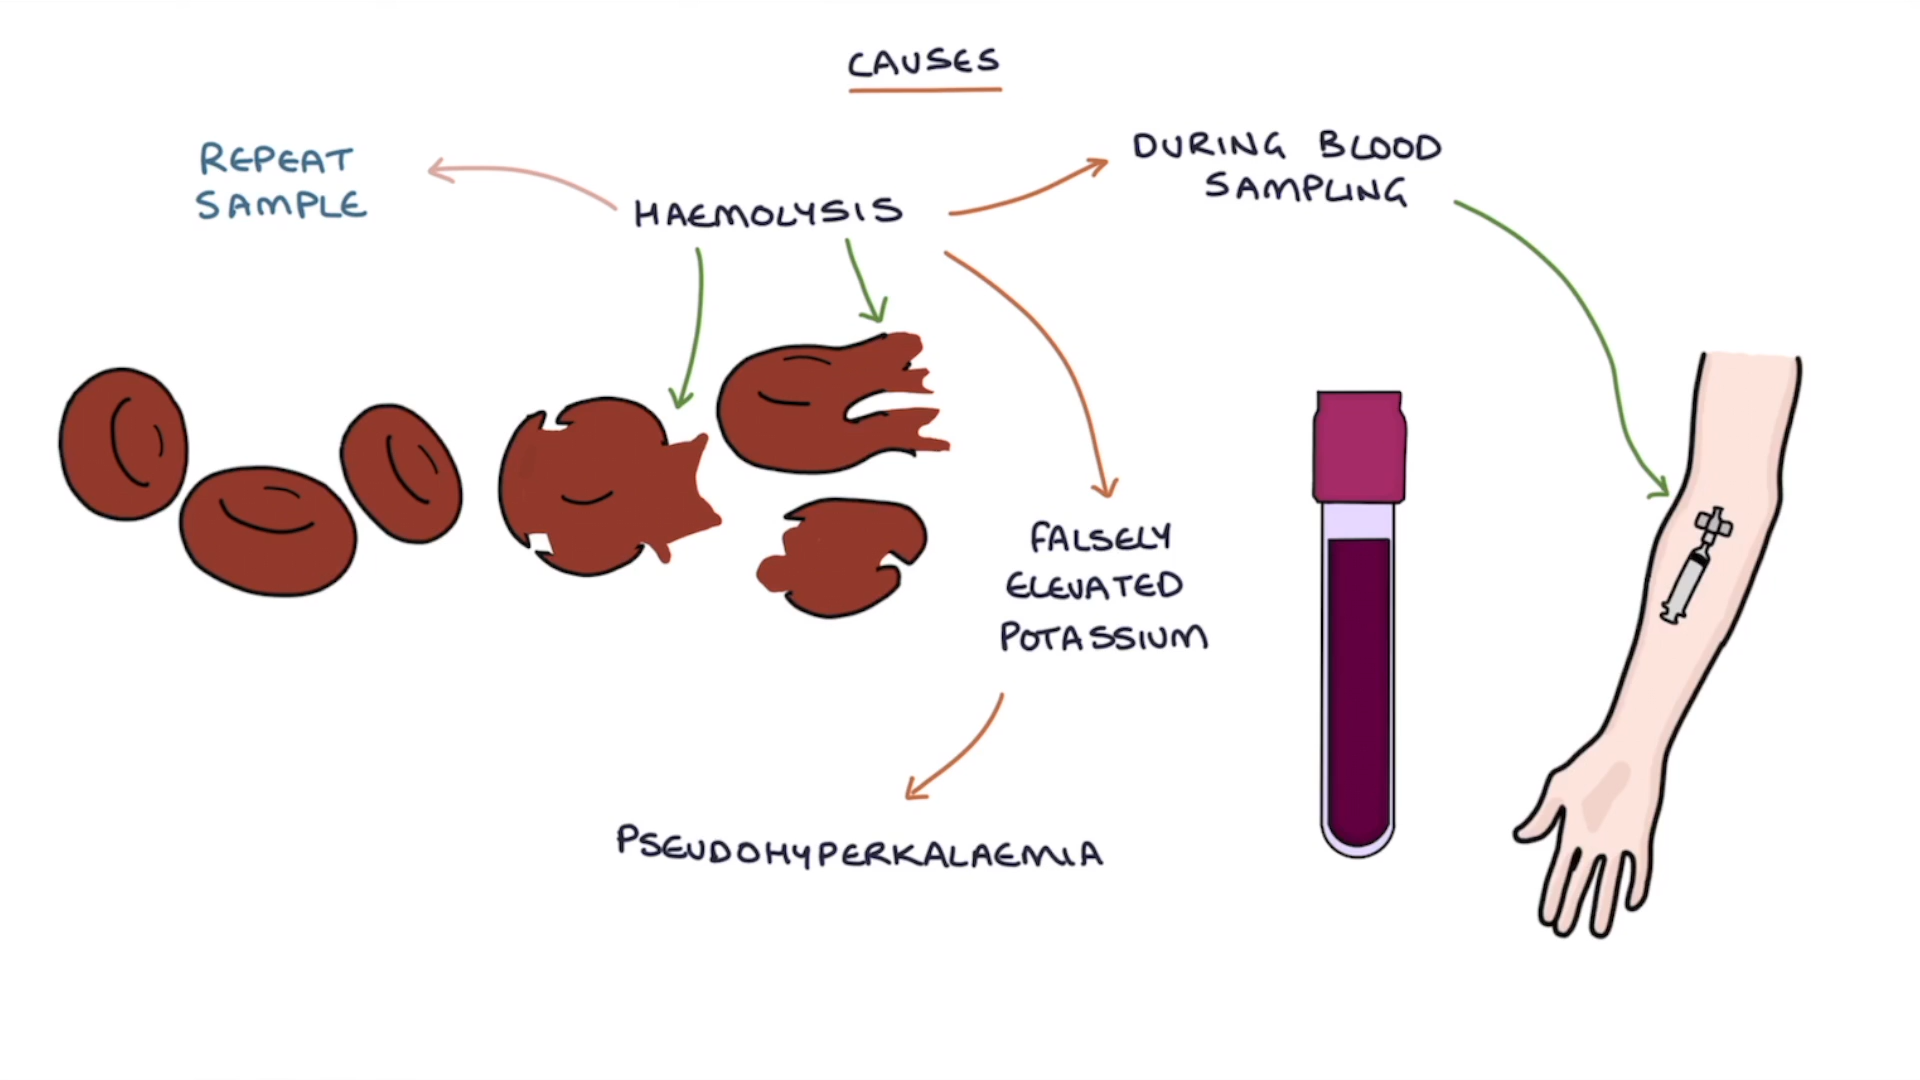 CAUSES
REPEAT
SAMPLE
HAEMOLYSIS
DURING BLOOD
SAMPLING
FALSELY
ELEVATED
POTASSIUM
PSEUDOHYPERKALAEMIA